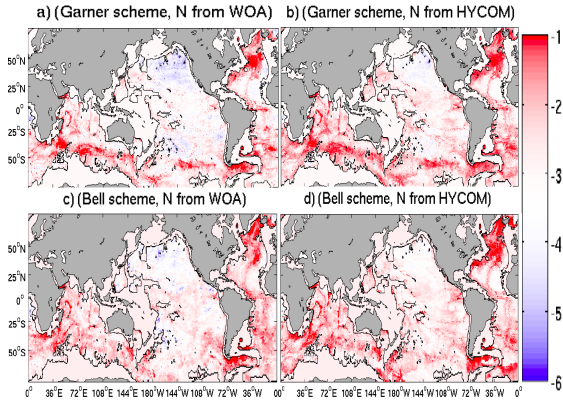 a) (Garner scheme, N from WOA)
b) (Garner scheme, N from HYCOM)
50°N
25°N
0°
25°S
50°S
-1
-2
-3
-4
-5
-6
c) (Bell scheme, N from WOA)
d) (Bell scheme, N from HYCOM)
50°N
25°N
0°
25°S
50°S
0° 36°E 72°E 108°E 144°E 180°W 144°W 108°W 72°W 36°W 0° 36°E 72°E 108°E 144°E 180°W 144°W 108°W 72°W 36°W 0°